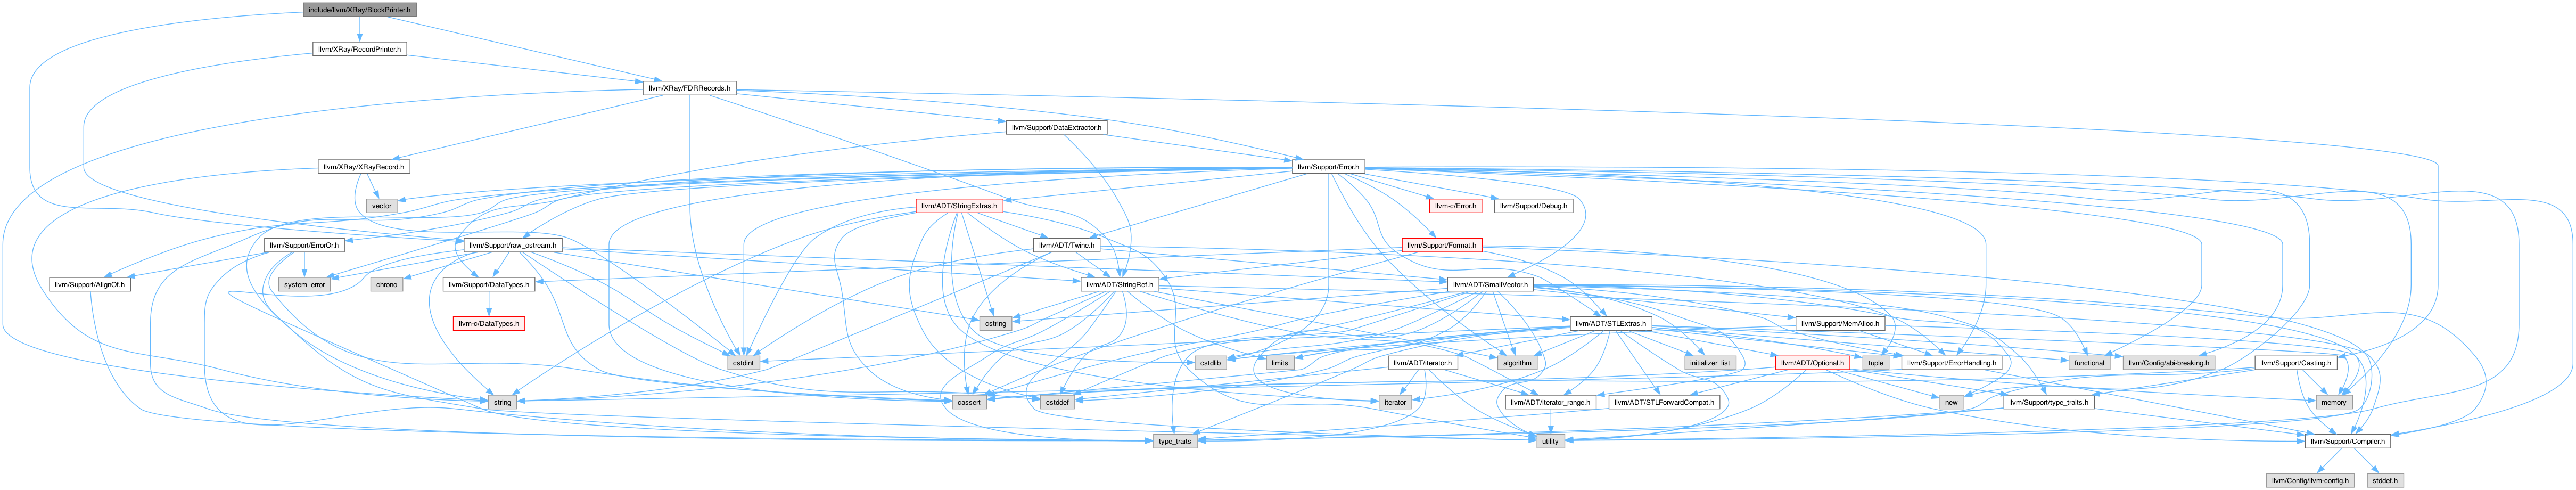 include/llvm/XRay/BlockPrinter.h
llvm/XRay/RecordPrinter.h
llvm/XRay/FDRRecords.h
llvm/Support/DataExtractor.h
llvm/XRay/XRayRecord.h
llvm/Support/Error.h
vector
llvm/ADT/StringExtras.h
llvm-c/Error.h
llvm/Support/Debug.h
llvm/Support/ErrorOr.h
llvm/Support/raw_ostream.h
llvm/ADT/Twine.h
llvm/Support/Format.h
llvm/Support/AlignOf.h
system_error
chrono
llvm/Support/DataTypes.h
llvm/ADT/StringRef.h
llvm/ADT/SmallVector.h
llvm-c/DataTypes.h
cstring
llvm/ADT/STLExtras.h
llvm/Support/MemAlloc.h
cstdint
cstdlib
limits
llvm/ADT/iterator.h
algorithm
initializer_list
llvm/ADT/Optional.h
tuple
llvm/Support/ErrorHandling.h
functional
llvm/Config/abi-breaking.h
llvm/Support/Casting.h
string
cassert
cstddef
iterator
llvm/ADT/iterator_range.h
llvm/ADT/STLForwardCompat.h
new
llvm/Support/type_traits.h
memory
type_traits
utility
llvm/Support/Compiler.h
llvm/Config/llvm-config.h
stddef.h